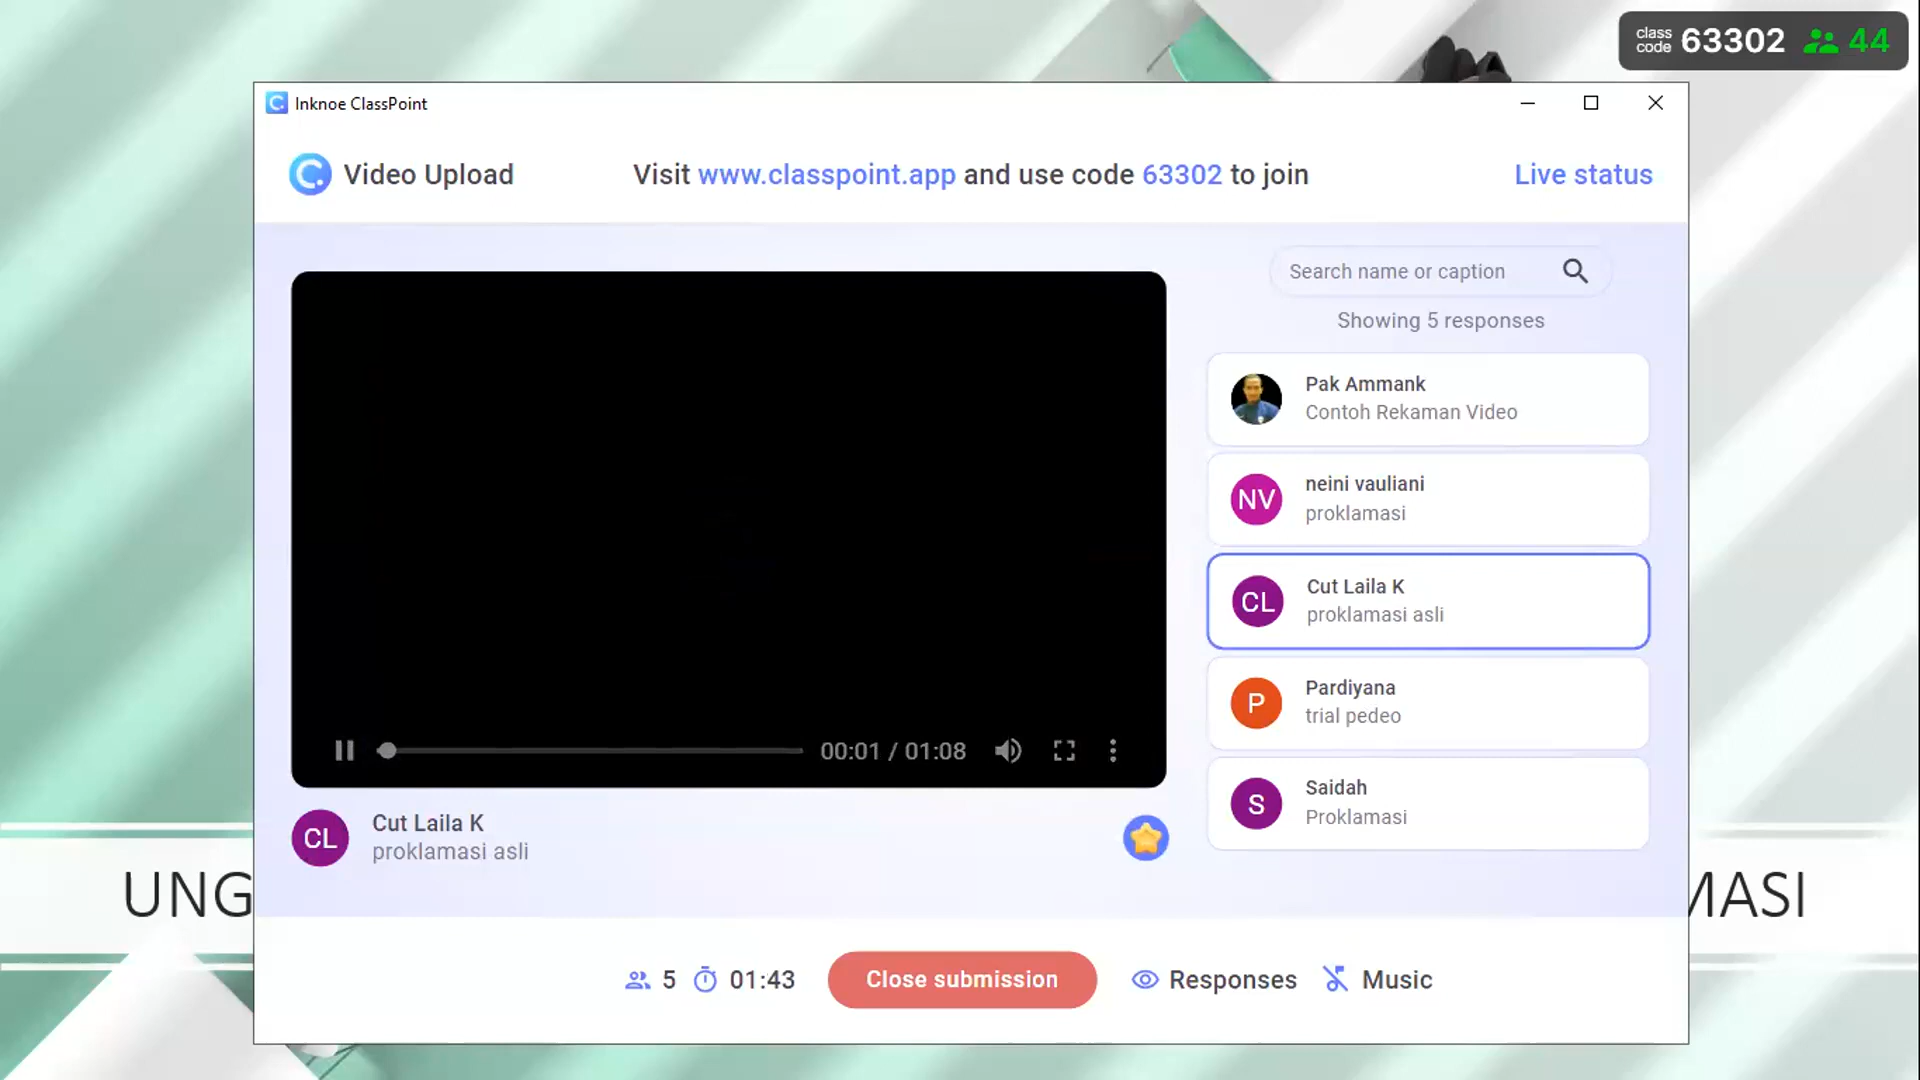 class code 63302 44
Inknoe ClassPoint
Video Upload
Visit www.classpoint.app and use code 63302 to join
Live status
Search name or caption
Showing 5 responses
Pak Ammank
Contoh Rekaman Video
NV
neini vauliani
proklamasi
CL
Cut Laila K
proklamasi asli
P
Pardiyana
trial pedeo
S
Saidah
Proklamasi
00:01 / 01:08
CL
Cut Laila K
proklamasi asli
UNG
MASI
5 01:43 Close submission Responses Music